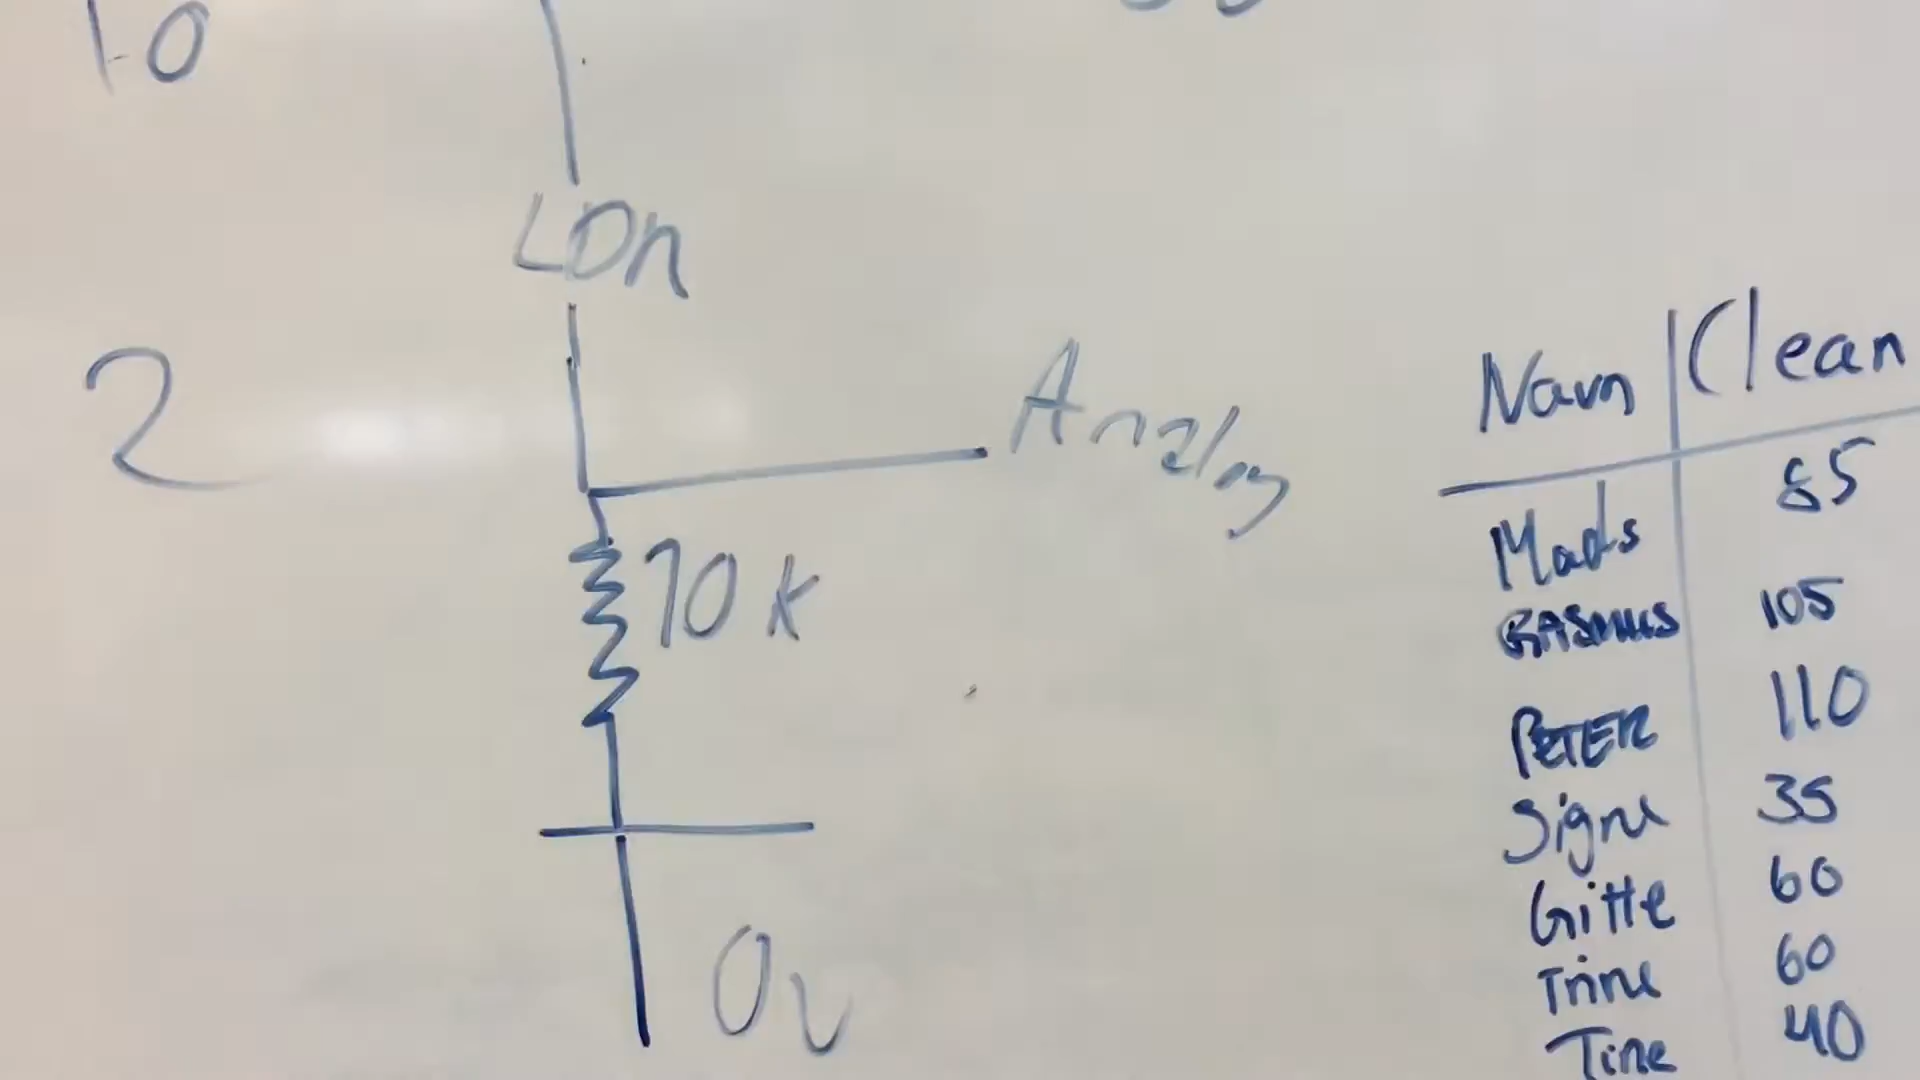 10
LDR
2
Analog
10k
0v
Navn Clean
Mads 85
RASMUS 105
PETER 110
Signe 35
Gitte 60
Trine 60
Tine 40